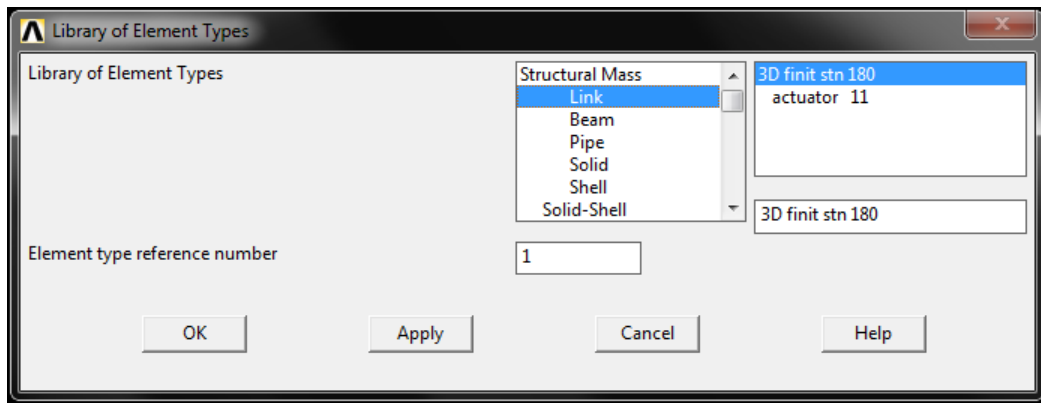 Library of Element Types
Library of Element Types
Structural Mass
Link
Beam
Pipe
Solid
Shell
Solid-Shell
3D finit stn 180
actuator 11
3D finit stn 180
Element type reference number
1
OK
Apply
Cancel
Help